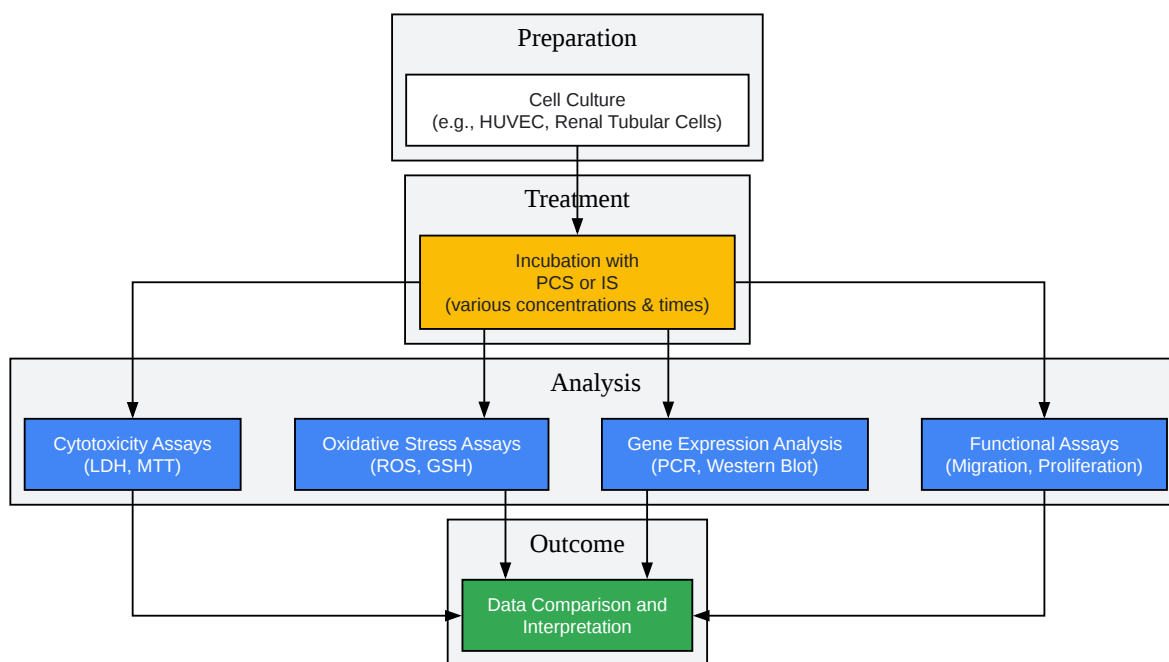 Preparation
Cell Culture
(e.g., HUVEC, Renal Tubular Cells)
Treatment
Incubation with
PCS or IS
(various concentrations & times)
Analysis
Cytotoxicity Assays
(LDH, MTT)
Oxidative Stress Assays
(ROS, GSH)
Gene Expression Analysis
(PCR, Western Blot)
Functional Assays
(Migration, Proliferation)
Outcome
Data Comparison and
Interpretation